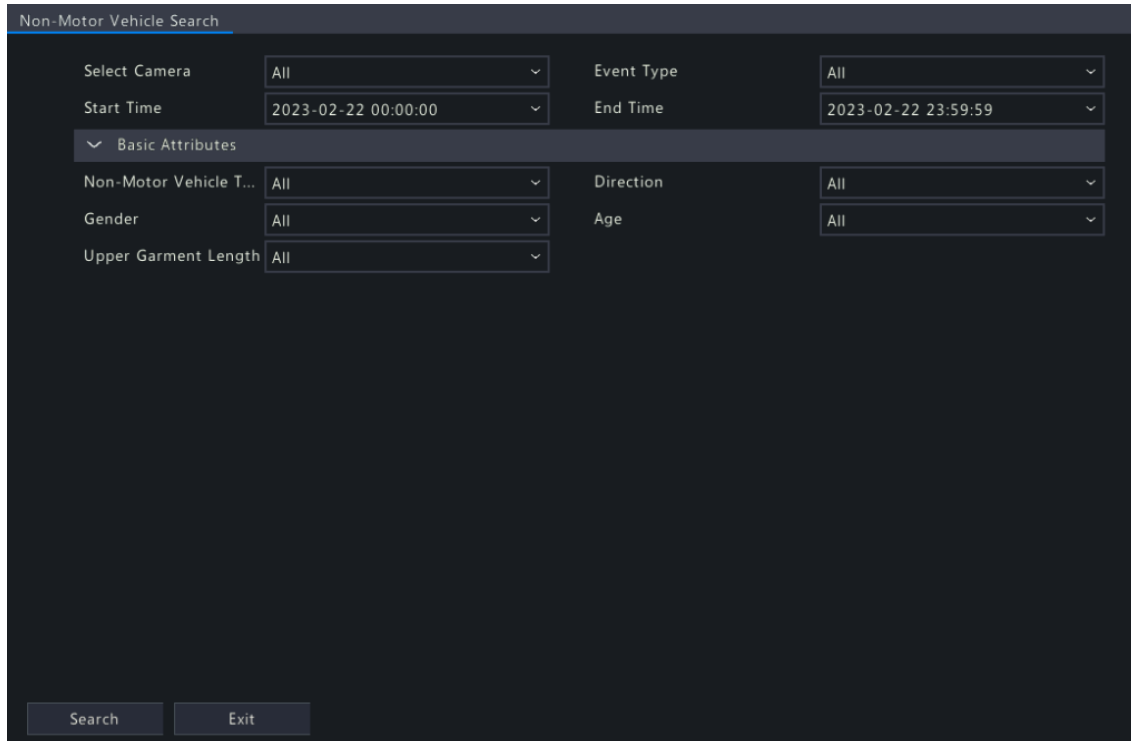 Non-Motor Vehicle Search
Select Camera All Event Type All
Start Time 2023-02-22 00:00:00 End Time 2023-02-22 23:59:59
Basic Attributes
Non-Motor Vehicle T... All Direction All
Gender All Age All
Upper Garment Length All
Search Exit